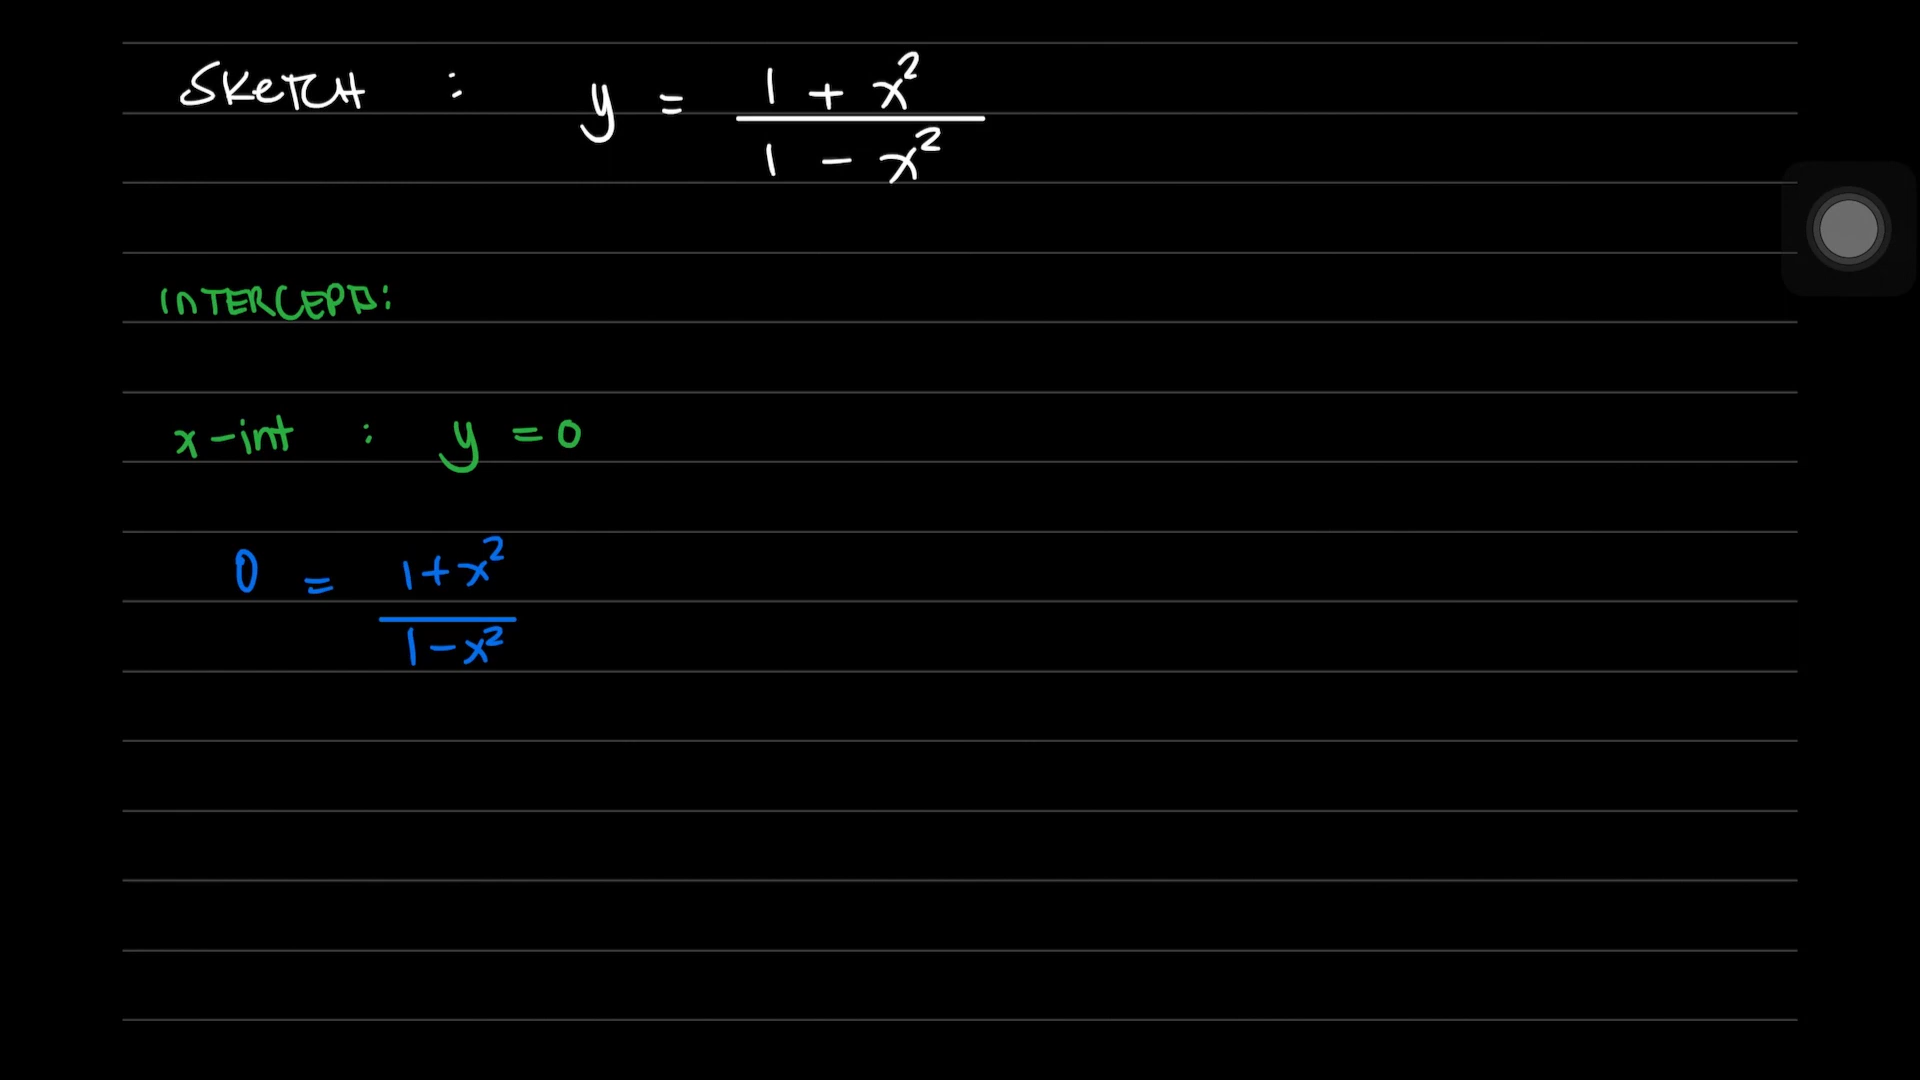 SKETCH : y = (1 + x²)/(1 - x²)
INTERCEPTS:
x-int : y = 0
0 = (1+x²)/(1-x²)